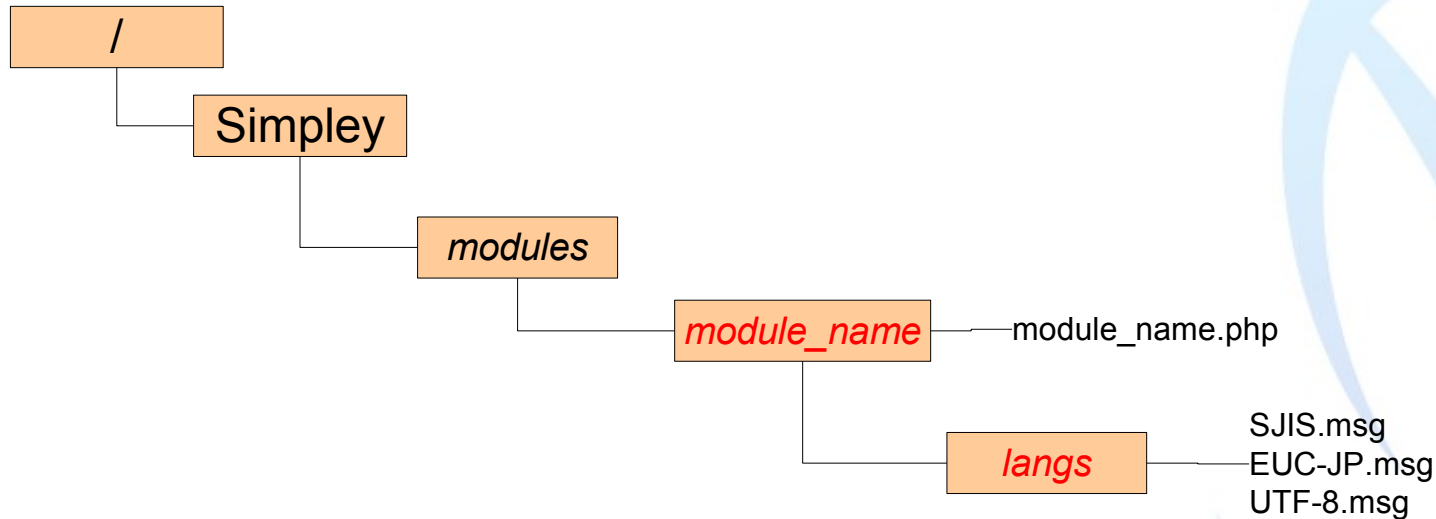 /
Simpley
modules
module_name
module_name.php
langs
SJIS.msg
EUC-JP.msg
UTF-8.msg